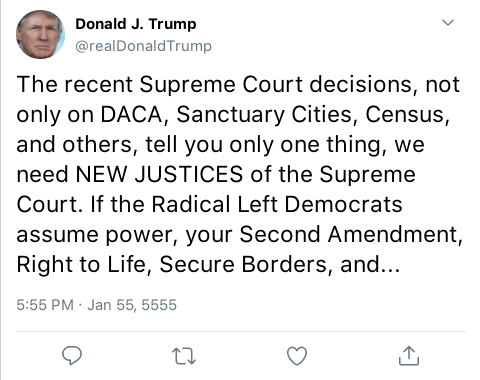 Donald J. Trump
@realDonaldTrump
The recent Supreme Court decisions, not
only on DACA, Sanctuary Cities, Census,
and others, tell you only one thing, we
need NEW JUSTICES of the Supreme
Court. If the Radical Left Democrats
assume power, your Second Amendment,
Right to Life, Secure Borders, and...
5:55 PM · Jan 55, 5555